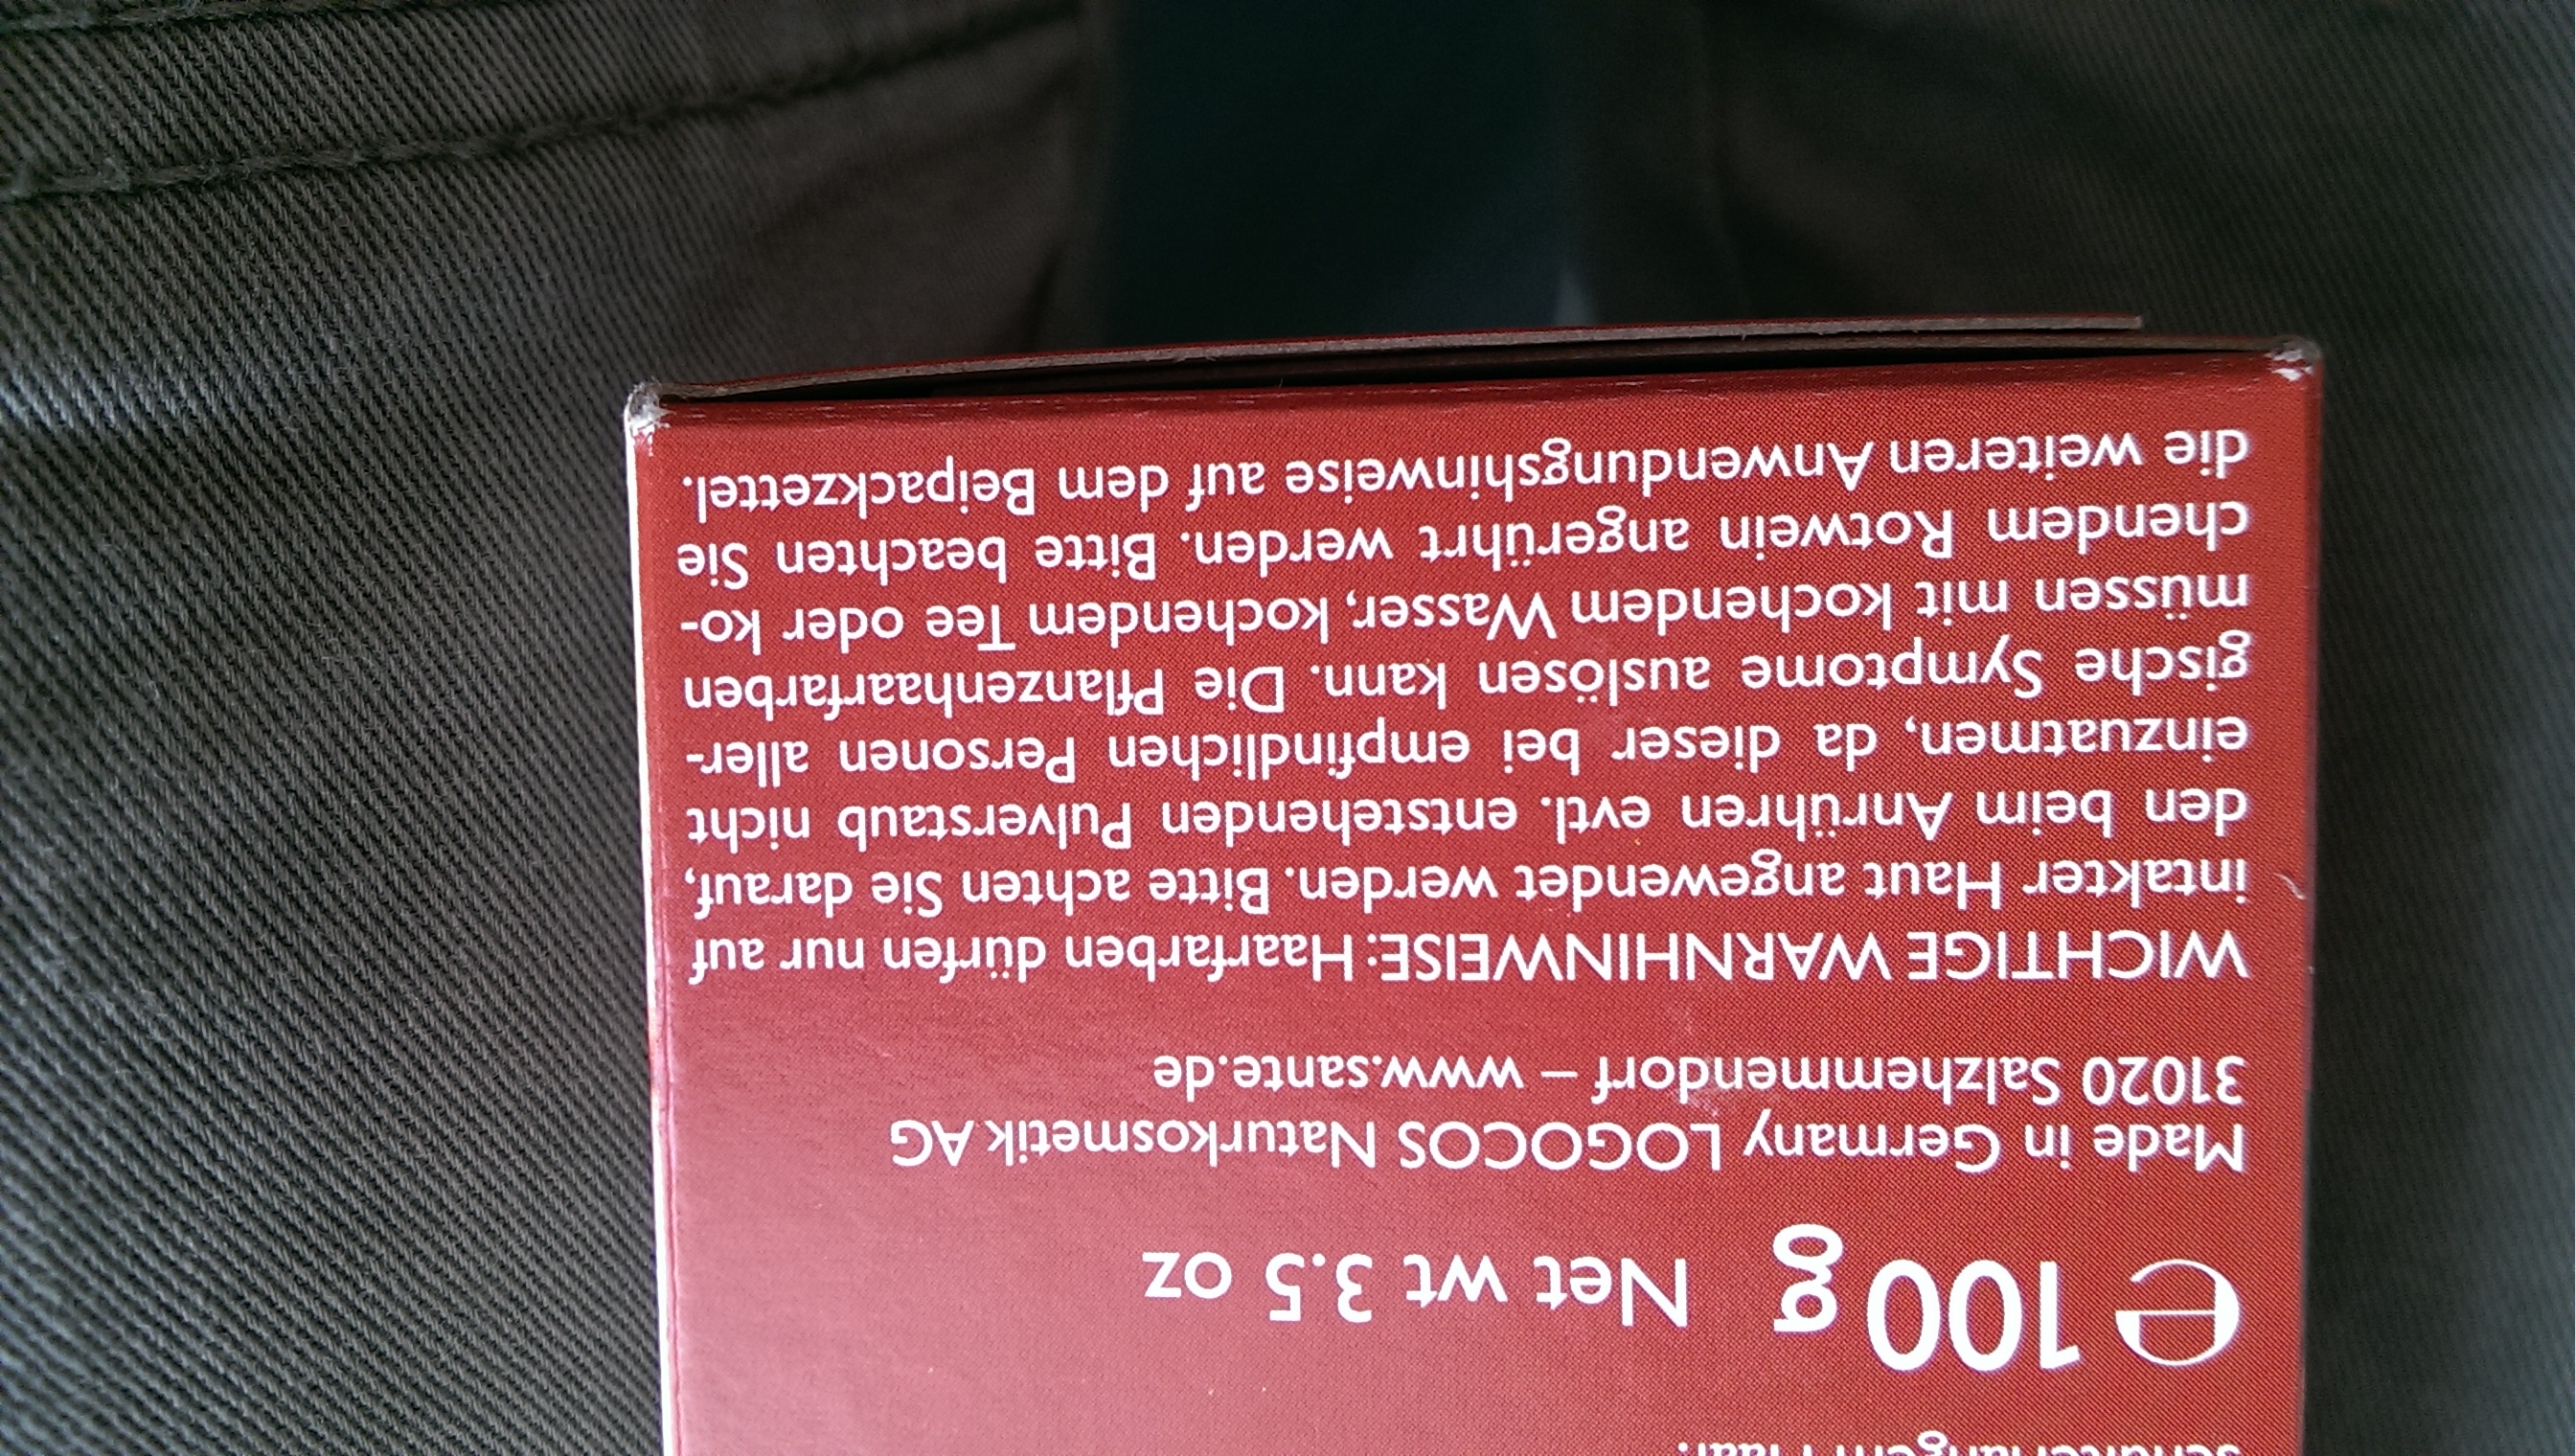 schulterlangem Haar.
e 100 g Net wt 3.5 oz
Made in Germany LOGOCOS Naturkosmetik AG
31020 Salzhemmendorf – www.sante.de
WICHTIGE WARNHINWEISE: Haarfarben dürfen nur auf
intakter Haut angewendet werden. Bitte achten Sie darauf,
den beim Anrühren evtl. entstehenden Pulverstaub nicht
einzuatmen, da dieser bei empfindlichen Personen aller-
gische Symptome auslösen kann. Die Pflanzenhaarfarben
müssen mit kochendem Wasser, kochendem Tee oder ko-
chendem Rotwein angerührt werden. Bitte beachten Sie
die weiteren Anwendungshinweise auf dem Beipackzettel.